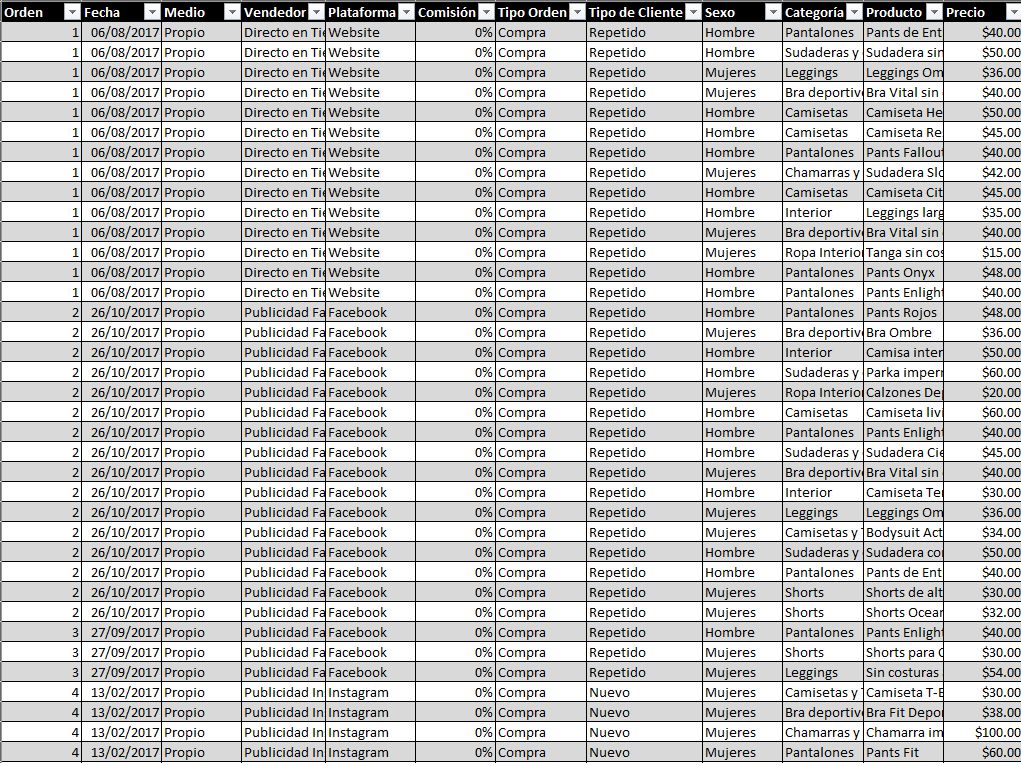 Orden Fecha Medio Vendedor Plataforma Comisión Tipo Orden Tipo de Cliente Sexo Categoría Producto Precio
1 06/08/2017 Propio Directo en Tie Website 0% Compra Repetido Hombre Pantalones Pants de Ent $40.00
1 06/08/2017 Propio Directo en Tie Website 0% Compra Repetido Hombre Sudaderas y Sudadera sin $50.00
1 06/08/2017 Propio Directo en Tie Website 0% Compra Repetido Mujeres Leggings Leggings Om $36.00
1 06/08/2017 Propio Directo en Tie Website 0% Compra Repetido Mujeres Bra deportivo Bra Vital sin $40.00
1 06/08/2017 Propio Directo en Tie Website 0% Compra Repetido Hombre Camisetas Camiseta He $50.00
1 06/08/2017 Propio Directo en Tie Website 0% Compra Repetido Hombre Camisetas Camiseta Re $45.00
1 06/08/2017 Propio Directo en Tie Website 0% Compra Repetido Hombre Pantalones Pants Fallout $40.00
1 06/08/2017 Propio Directo en Tie Website 0% Compra Repetido Mujeres Chamarras y Sudadera Slo $42.00
1 06/08/2017 Propio Directo en Tie Website 0% Compra Repetido Hombre Camisetas Camiseta Cit $45.00
1 06/08/2017 Propio Directo en Tie Website 0% Compra Repetido Hombre Interior Leggings larg $35.00
1 06/08/2017 Propio Directo en Tie Website 0% Compra Repetido Mujeres Bra deportivo Bra Vital sin $40.00
1 06/08/2017 Propio Directo en Tie Website 0% Compra Repetido Mujeres Ropa Interior Tanga sin cos $15.00
1 06/08/2017 Propio Directo en Tie Website 0% Compra Repetido Hombre Pantalones Pants Onyx $48.00
1 06/08/2017 Propio Directo en Tie Website 0% Compra Repetido Hombre Pantalones Pants Enlight $40.00
2 26/10/2017 Propio Publicidad Fa Facebook 0% Compra Repetido Hombre Pantalones Pants Rojos $48.00
2 26/10/2017 Propio Publicidad Fa Facebook 0% Compra Repetido Mujeres Bra deportivo Bra Ombre $36.00
2 26/10/2017 Propio Publicidad Fa Facebook 0% Compra Repetido Hombre Interior Camisa inter $50.00
2 26/10/2017 Propio Publicidad Fa Facebook 0% Compra Repetido Hombre Sudaderas y Parka imperm $60.00
2 26/10/2017 Propio Publicidad Fa Facebook 0% Compra Repetido Mujeres Ropa Interior Calzones Dep $20.00
2 26/10/2017 Propio Publicidad Fa Facebook 0% Compra Repetido Hombre Camisetas Camiseta livi $60.00
2 26/10/2017 Propio Publicidad Fa Facebook 0% Compra Repetido Hombre Pantalones Pants Enlight $40.00
2 26/10/2017 Propio Publicidad Fa Facebook 0% Compra Repetido Hombre Sudaderas y Sudadera Cie $45.00
2 26/10/2017 Propio Publicidad Fa Facebook 0% Compra Repetido Mujeres Bra deportivo Bra Vital sin $40.00
2 26/10/2017 Propio Publicidad Fa Facebook 0% Compra Repetido Hombre Interior Camiseta Ter $30.00
2 26/10/2017 Propio Publicidad Fa Facebook 0% Compra Repetido Mujeres Leggings Leggings Om $36.00
2 26/10/2017 Propio Publicidad Fa Facebook 0% Compra Repetido Mujeres Camisetas y T Bodysuit Act $34.00
2 26/10/2017 Propio Publicidad Fa Facebook 0% Compra Repetido Hombre Sudaderas y Sudadera con $50.00
2 26/10/2017 Propio Publicidad Fa Facebook 0% Compra Repetido Hombre Pantalones Pants de Ent $40.00
2 26/10/2017 Propio Publicidad Fa Facebook 0% Compra Repetido Mujeres Shorts Shorts de alt $30.00
2 26/10/2017 Propio Publicidad Fa Facebook 0% Compra Repetido Mujeres Shorts Shorts Ocean $32.00
3 27/09/2017 Propio Publicidad Fa Facebook 0% Compra Repetido Hombre Pantalones Pants Enlight $40.00
3 27/09/2017 Propio Publicidad Fa Facebook 0% Compra Repetido Mujeres Shorts Shorts para C $30.00
3 27/09/2017 Propio Publicidad Fa Facebook 0% Compra Repetido Mujeres Leggings Sin costuras $54.00
4 13/02/2017 Propio Publicidad In Instagram 0% Compra Nuevo Mujeres Camisetas y T Camiseta T-B $30.00
4 13/02/2017 Propio Publicidad In Instagram 0% Compra Nuevo Mujeres Bra deportivo Bra Fit Depor $38.00
4 13/02/2017 Propio Publicidad In Instagram 0% Compra Nuevo Mujeres Chamarras y Chamarra im $100.00
4 13/02/2017 Propio Publicidad In Instagram 0% Compra Nuevo Mujeres Pantalones Pants Fit $60.00